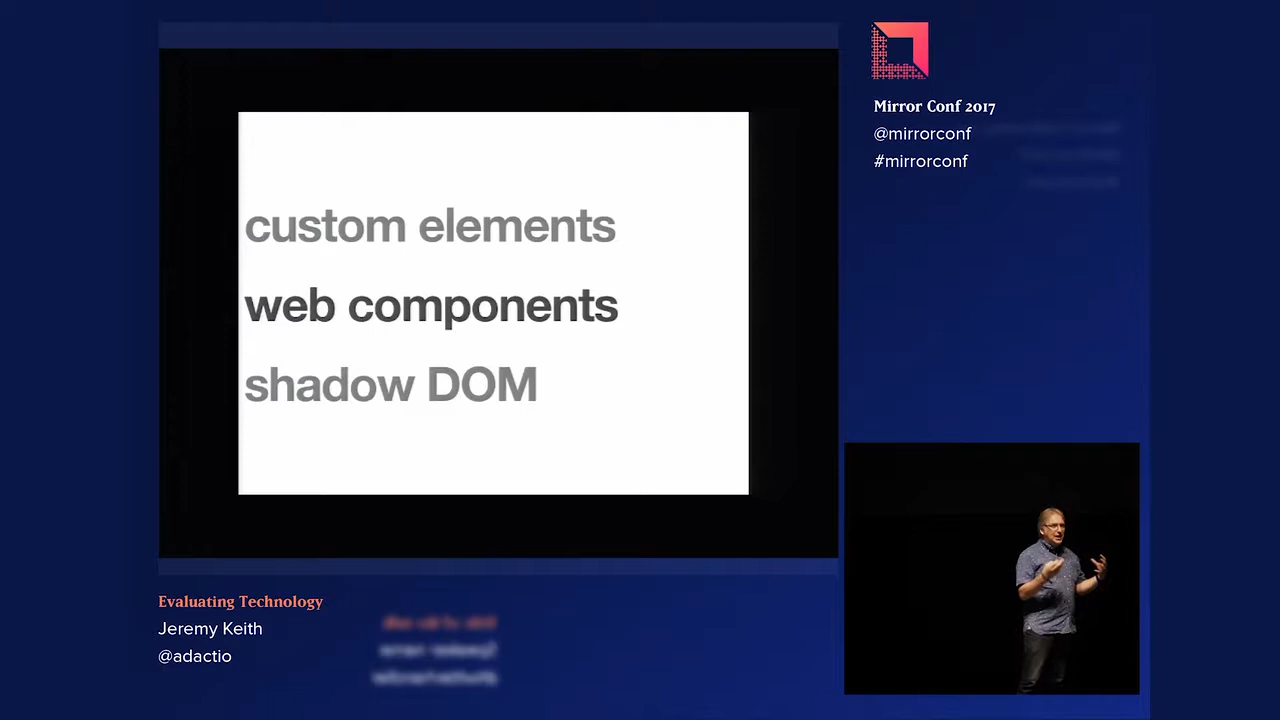 custom elements
web components
shadow DOM
Mirror Conf 2017
@mirrorconf
#mirrorconf
Evaluating Technology
Jeremy Keith
@adactio